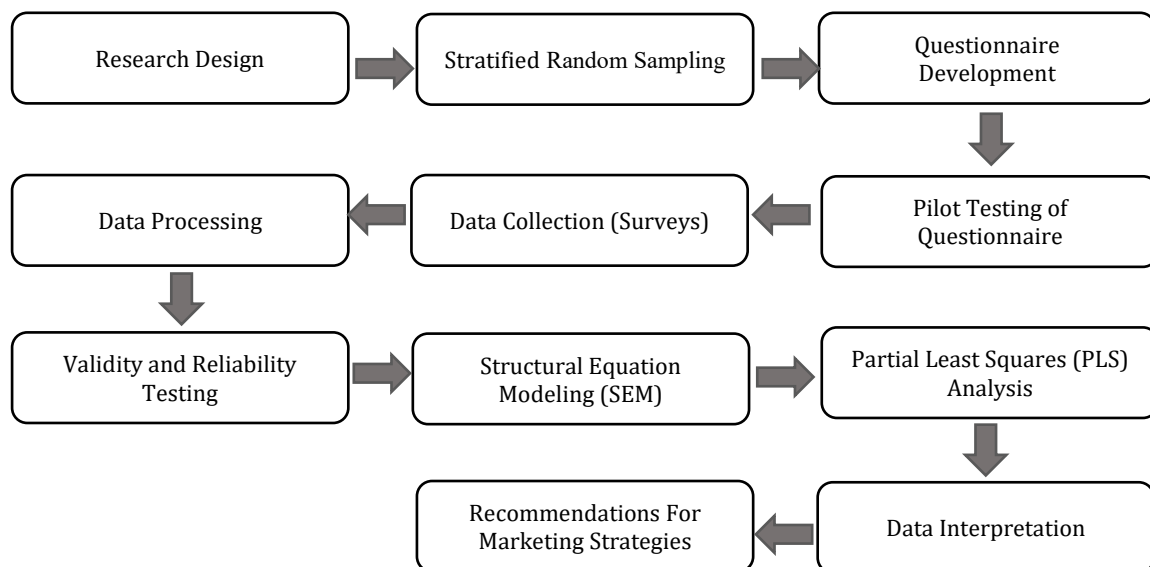 Research Design
Stratified Random Sampling
Questionnaire
Development
Pilot Testing of
Questionnaire
Data Collection (Surveys)
Data Processing
Validity and Reliability
Testing
Structural Equation
Modeling (SEM)
Partial Least Squares (PLS)
Analysis
Data Interpretation
Recommendations For
Marketing Strategies